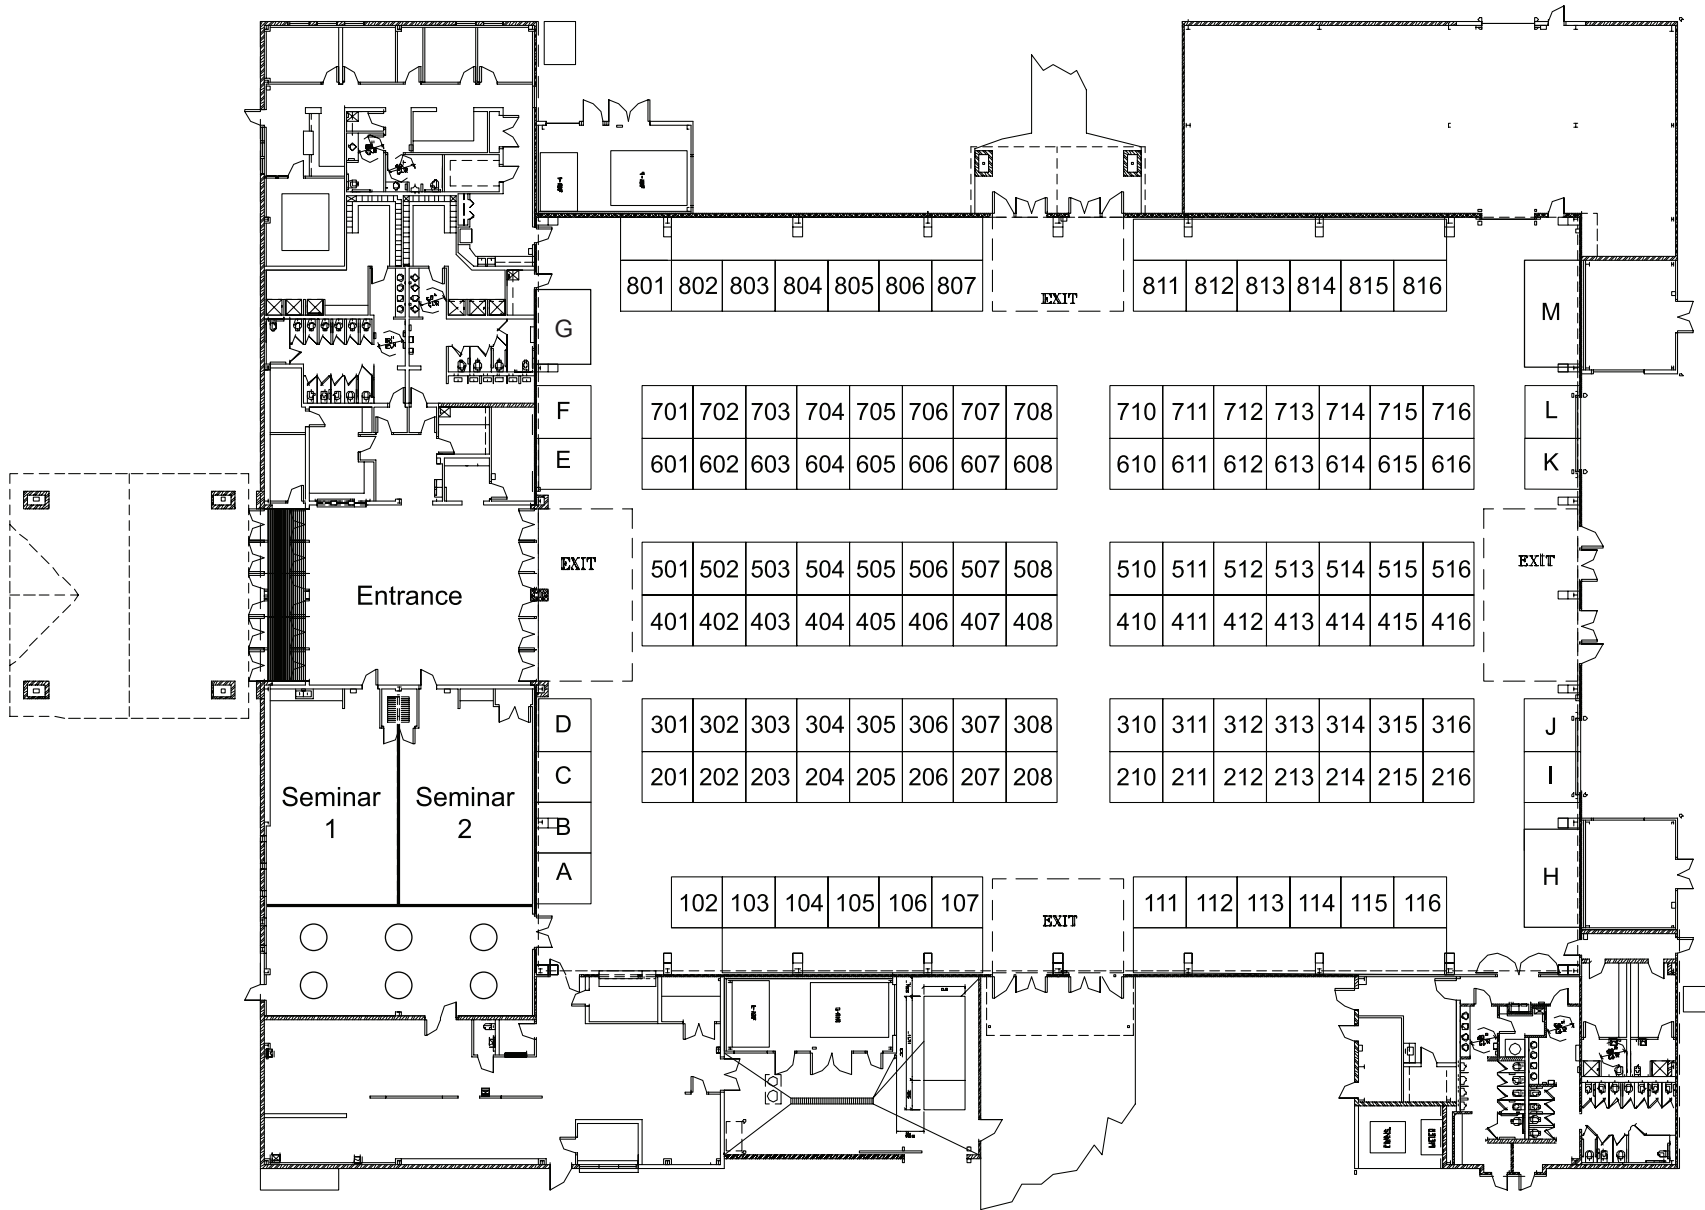 801 802 803 804 805 806 807
EXIT
811 812 813 814 815 816
G
M
F
701 702 703 704 705 706 707 708
710 711 712 713 714 715 716
L
E
601 602 603 604 605 606 607 608
610 611 612 613 614 615 616
K
EXIT
501 502 503 504 505 506 507 508
510 511 512 513 514 515 516
EXIT
Entrance
401 402 403 404 405 406 407 408
410 411 412 413 414 415 416
D
301 302 303 304 305 306 307 308
310 311 312 313 314 315 316
J
C
201 202 203 204 205 206 207 208
210 211 212 213 214 215 216
I
Seminar
1
Seminar
2
B
A
H
102 103 104 105 106 107
EXIT
111 112 113 114 115 116